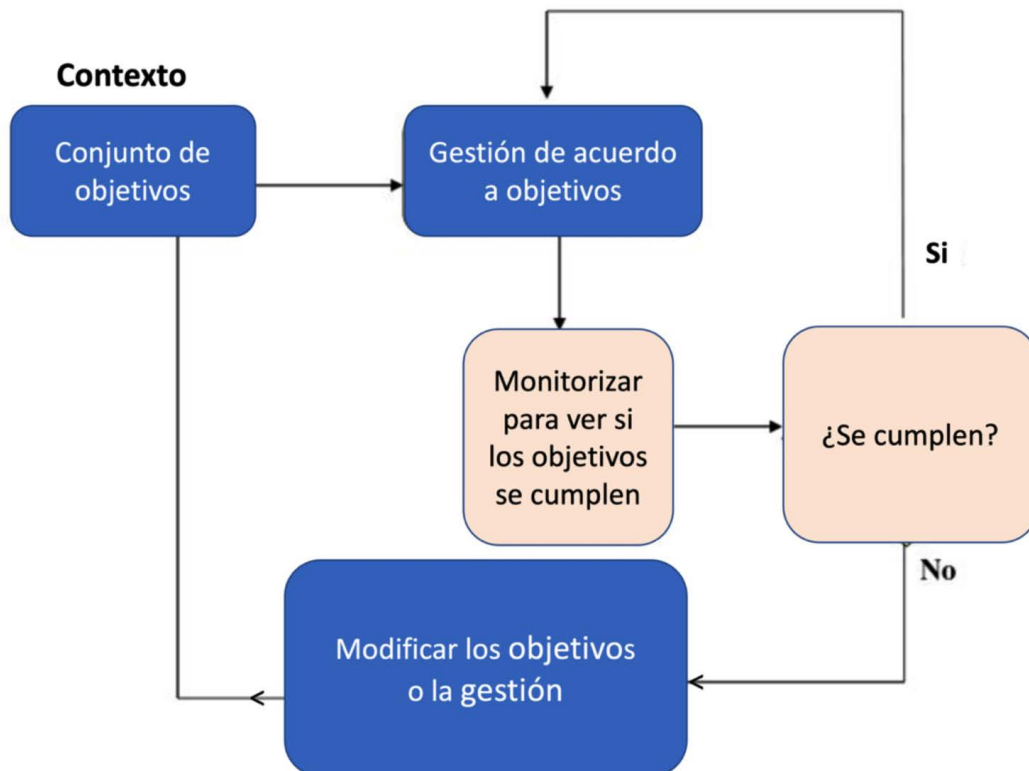 Contexto
Conjunto de
objetivos
Gestión de acuerdo
a objetivos
Si
Monitorizar
para ver si
los objetivos
se cumplen
¿Se cumplen?
No
Modificar los objetivos
o la gestión